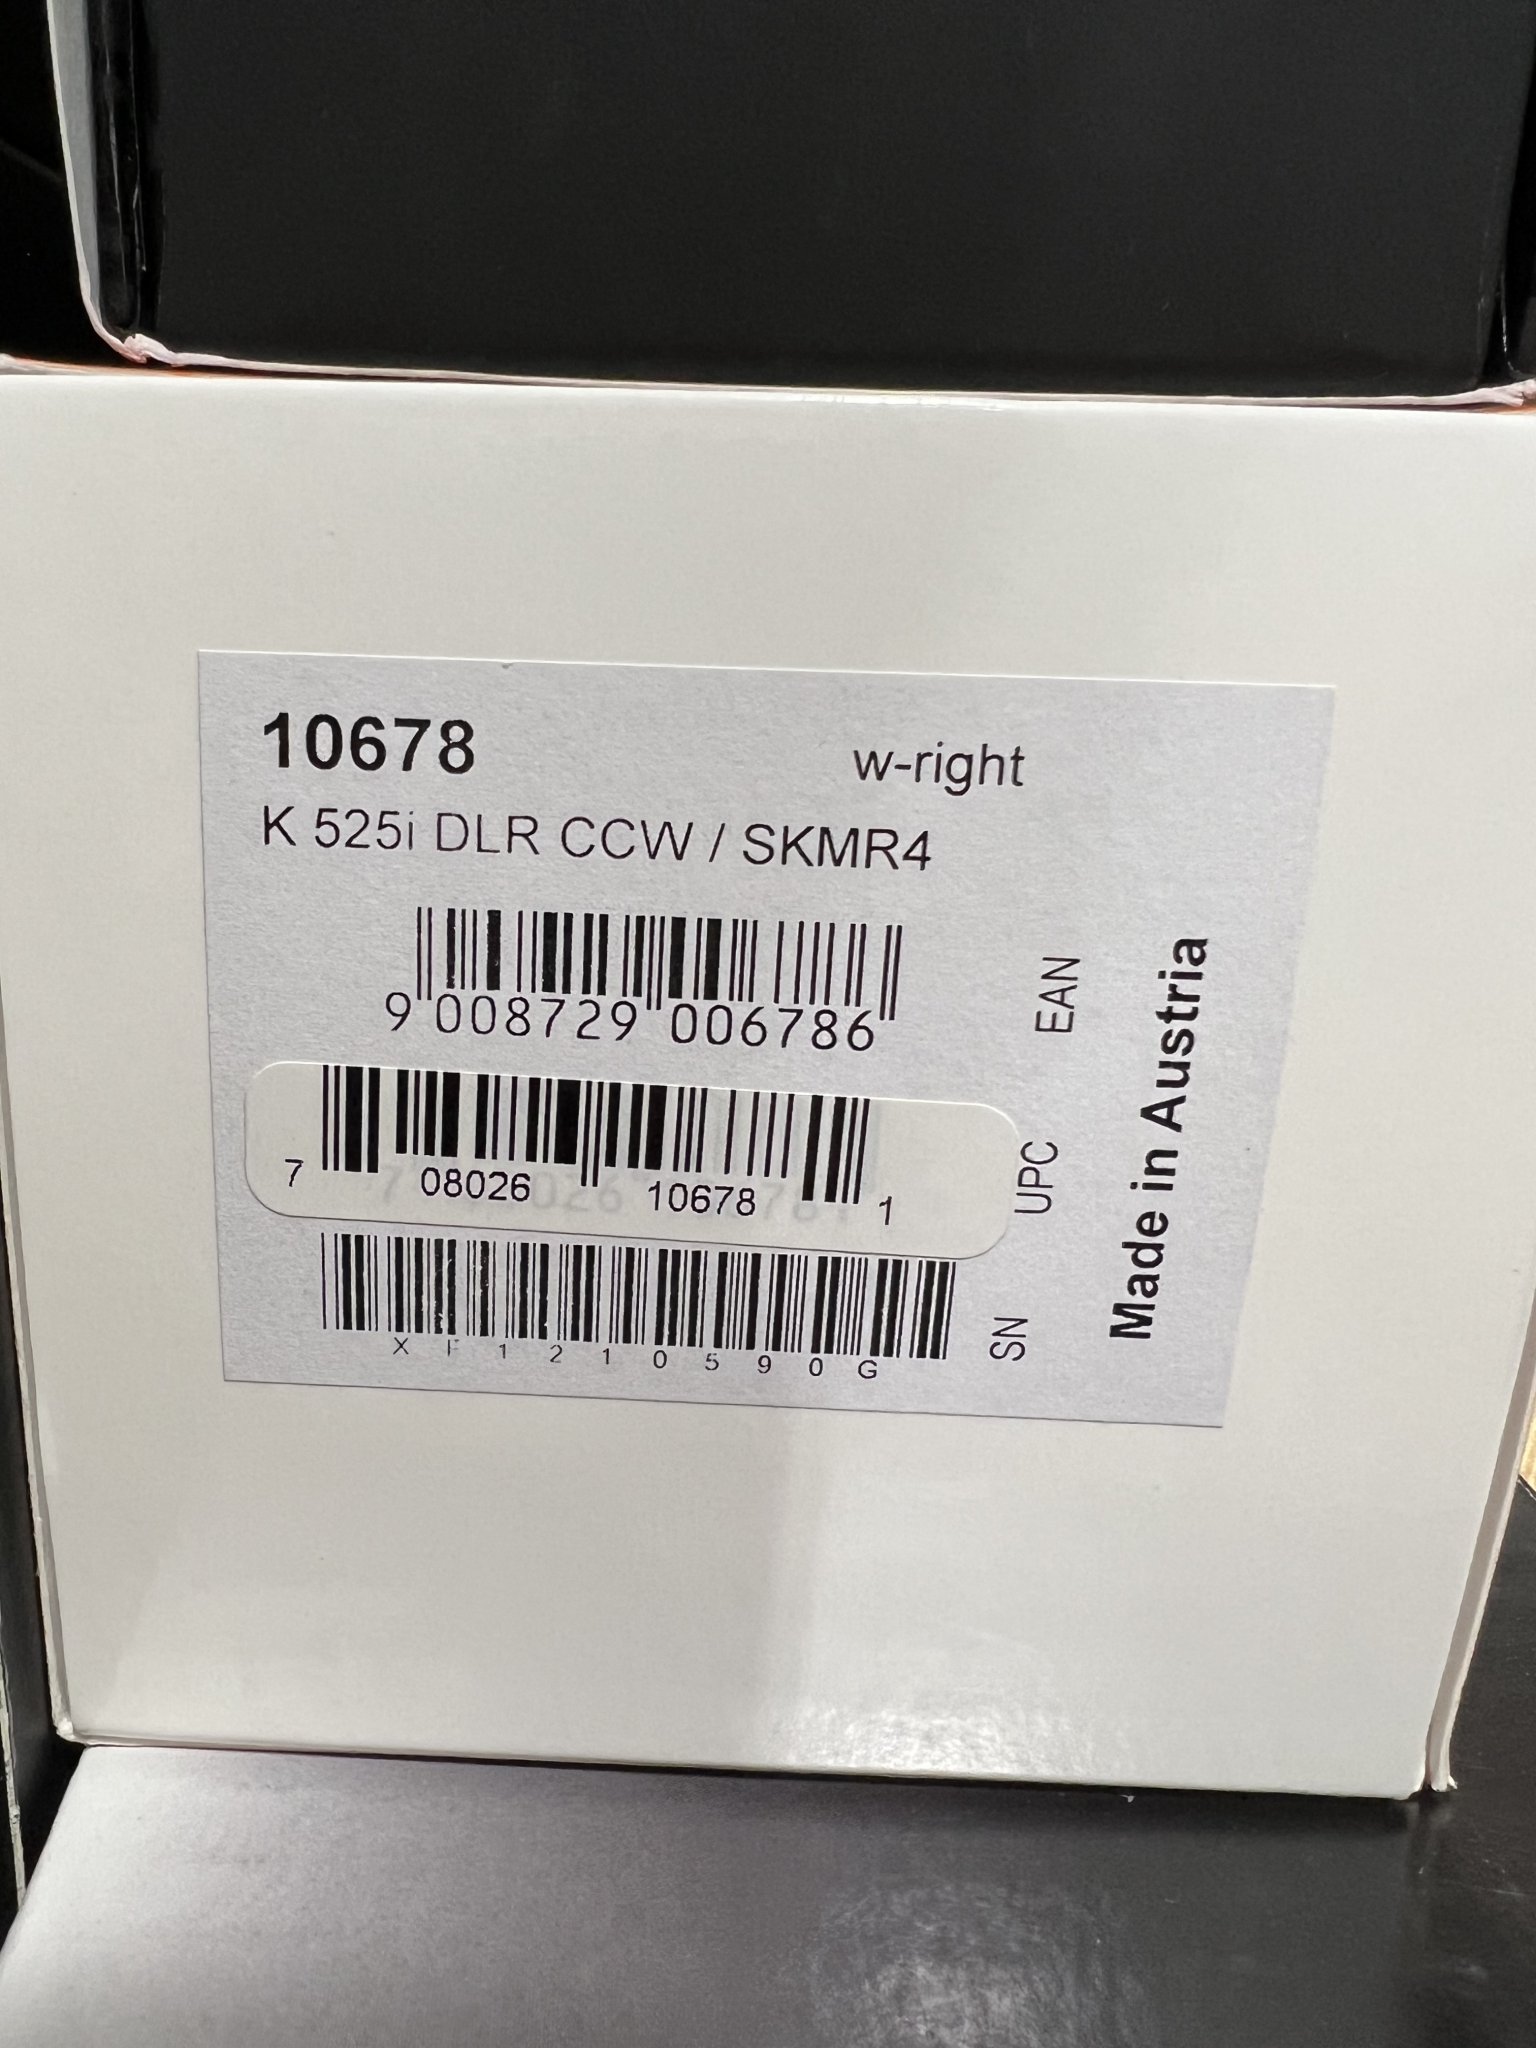 10678
w-right
K 525i DLR CCW / SKMR4
9 008729 006786
EAN
7 08026 10678 1
UPC
XF1210590G
SN
Made in Austria